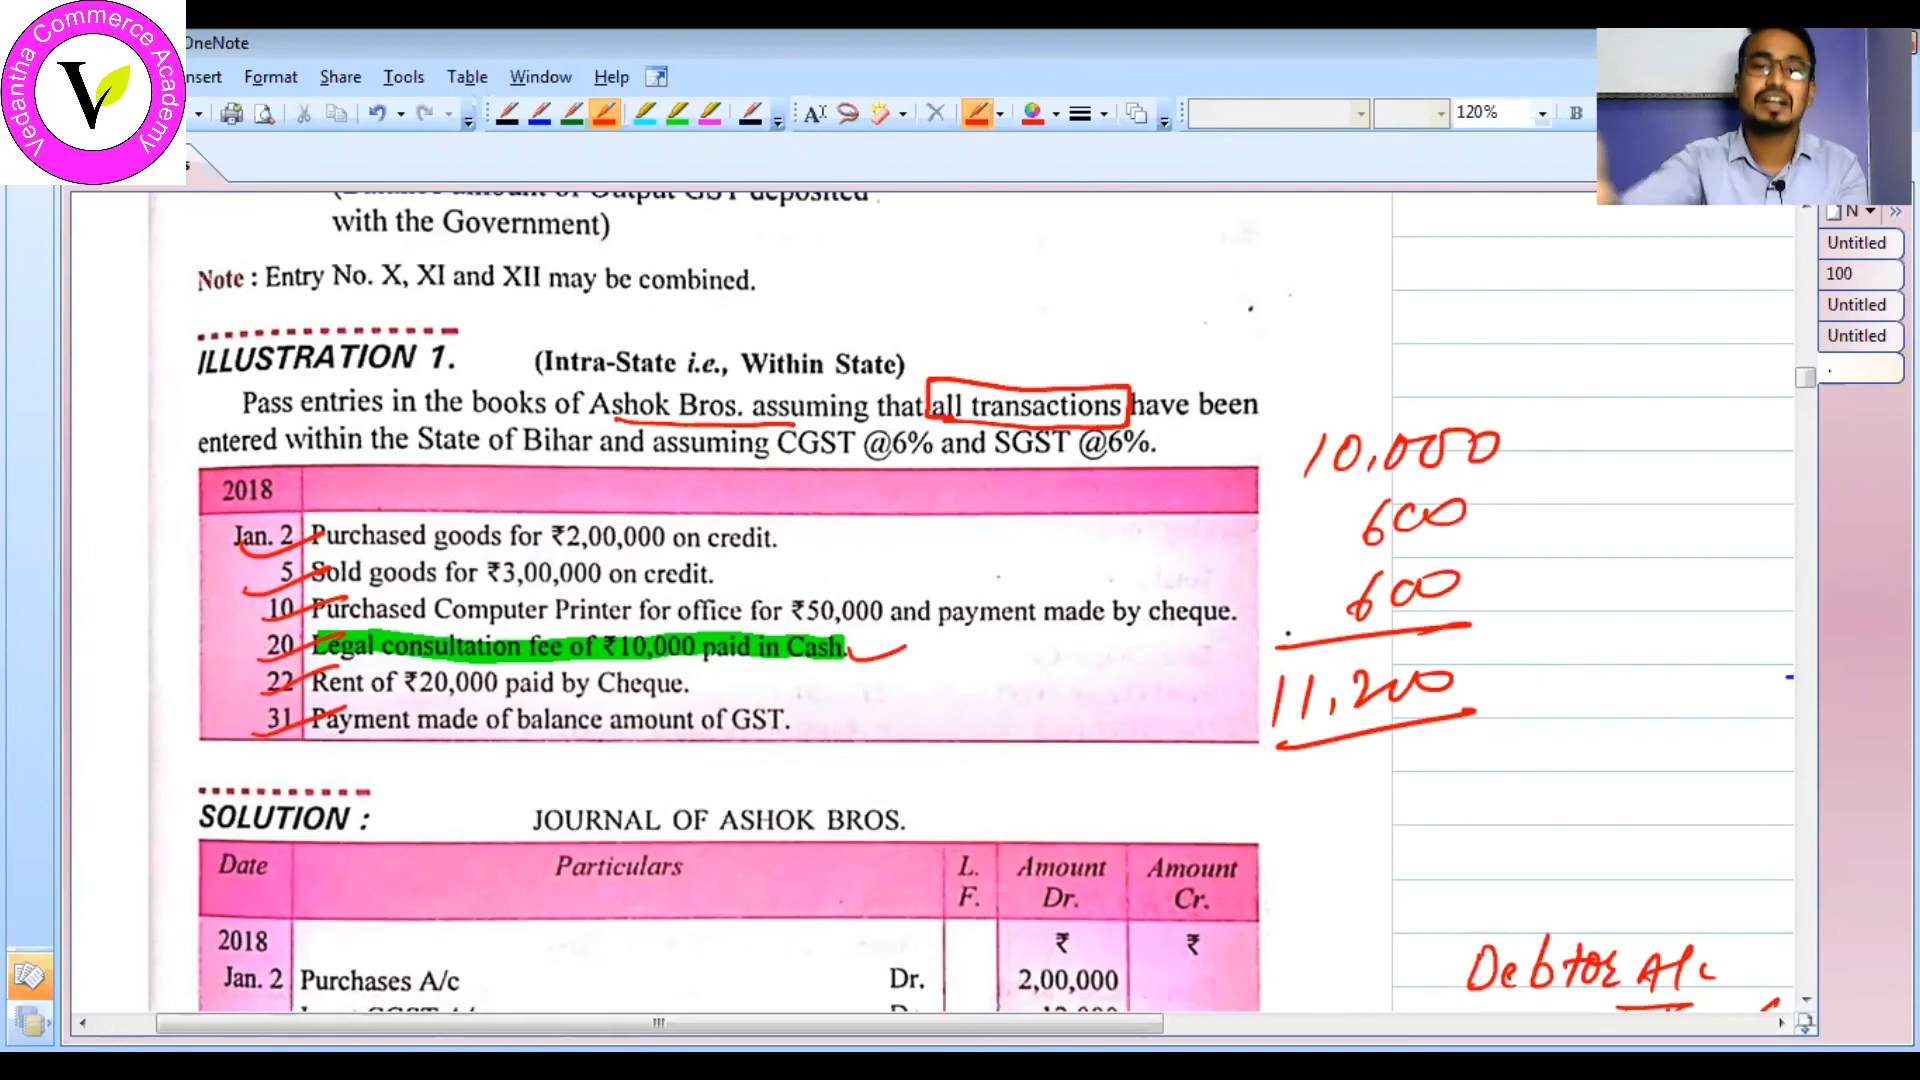 Vedantha Commerce Academy
V
OneNote
nsert Format Share Tools Table Window Help
120% B
N
Untitled
100
Untitled
Untitled
.
with the Government)
Note : Entry No. X, XI and XII may be combined.
ILLUSTRATION 1. (Intra-State i.e., Within State)
Pass entries in the books of Ashok Bros. assuming that all transactions have been
entered within the State of Bihar and assuming CGST @6% and SGST @6%.
2018
Jan. 2 Purchased goods for ₹2,00,000 on credit.
5 Sold goods for ₹3,00,000 on credit.
10 Purchased Computer Printer for office for ₹50,000 and payment made by cheque.
20 Legal consultation fee of ₹10,000 paid in Cash.
22 Rent of ₹20,000 paid by Cheque.
31 Payment made of balance amount of GST.
10,000
600
600
11,200
SOLUTION : JOURNAL OF ASHOK BROS.
Date Particulars L. F. Amount Dr. Amount Cr.
2018 ₹ ₹
Jan. 2 Purchases A/c Dr. 2,00,000
Debtor A/c